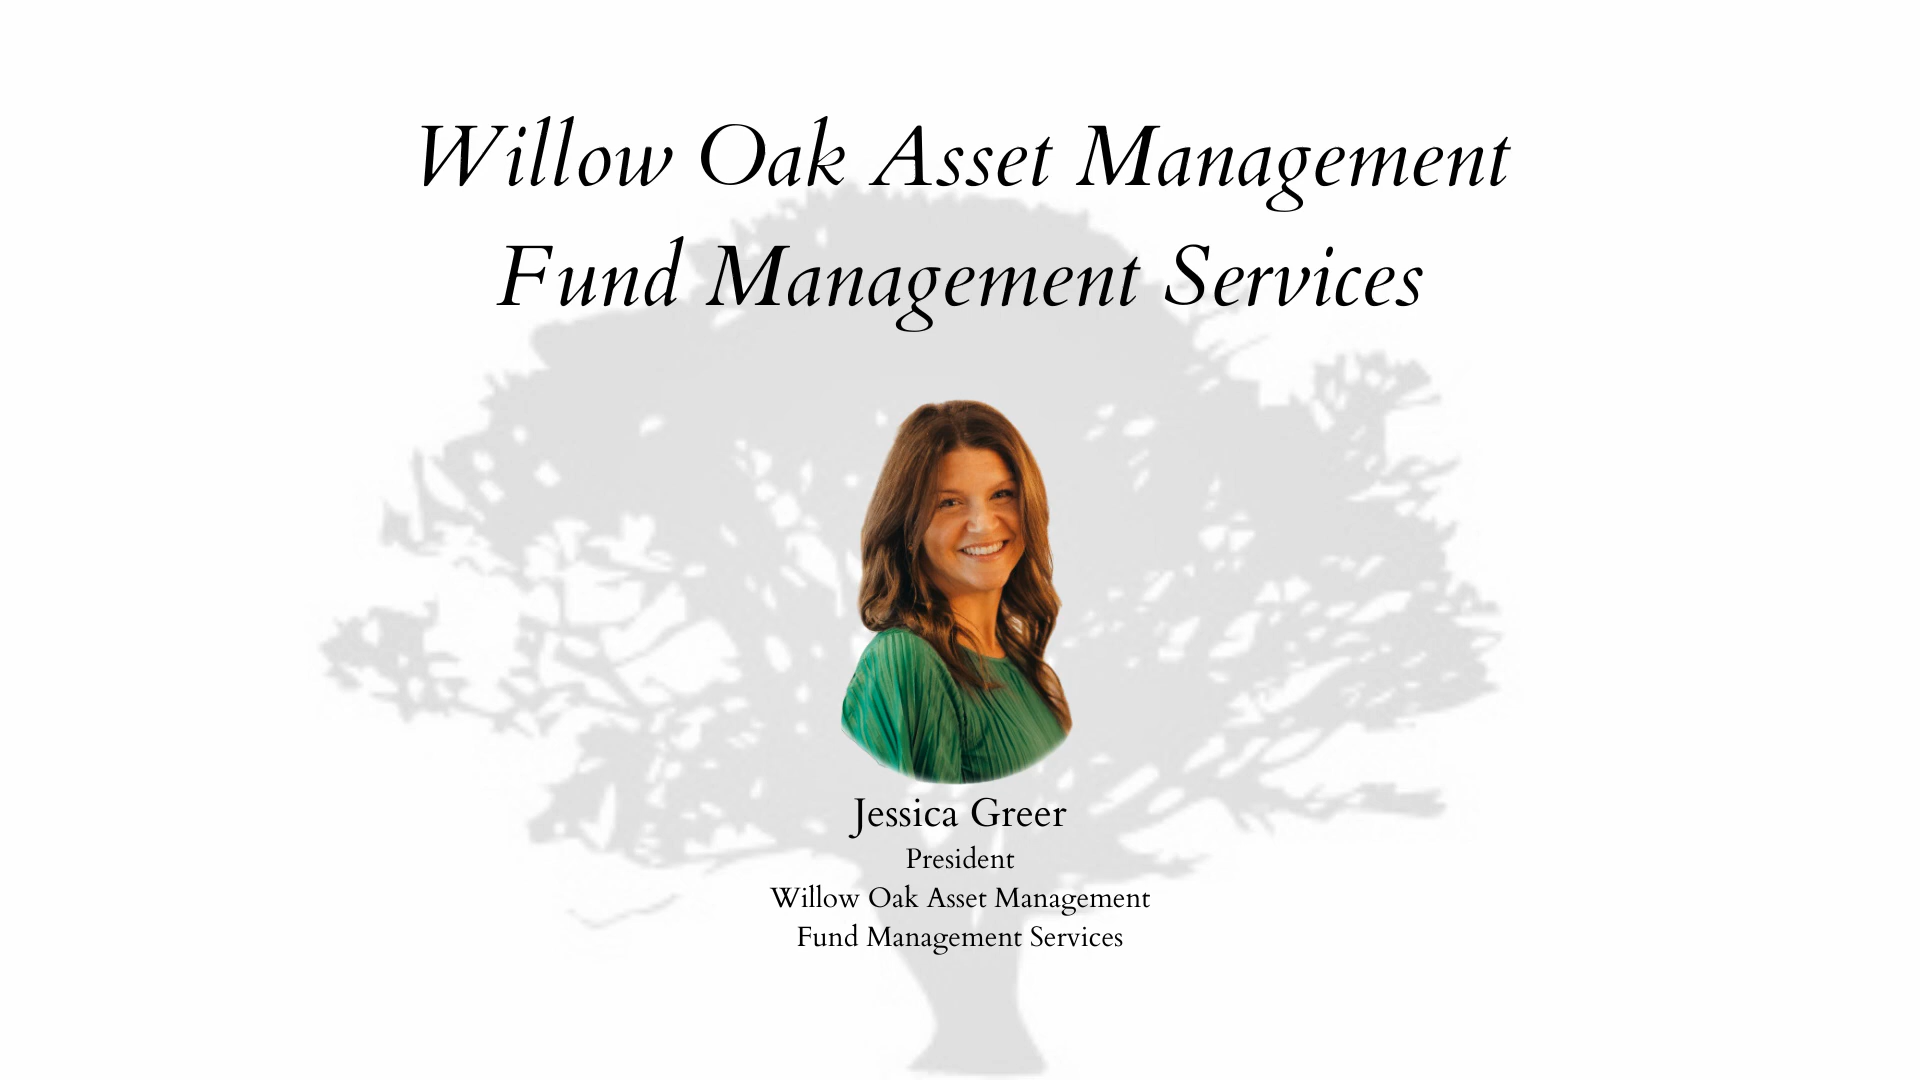 Willow Oak Asset Management
Fund Management Services
Jessica Greer
President
Willow Oak Asset Management
Fund Management Services